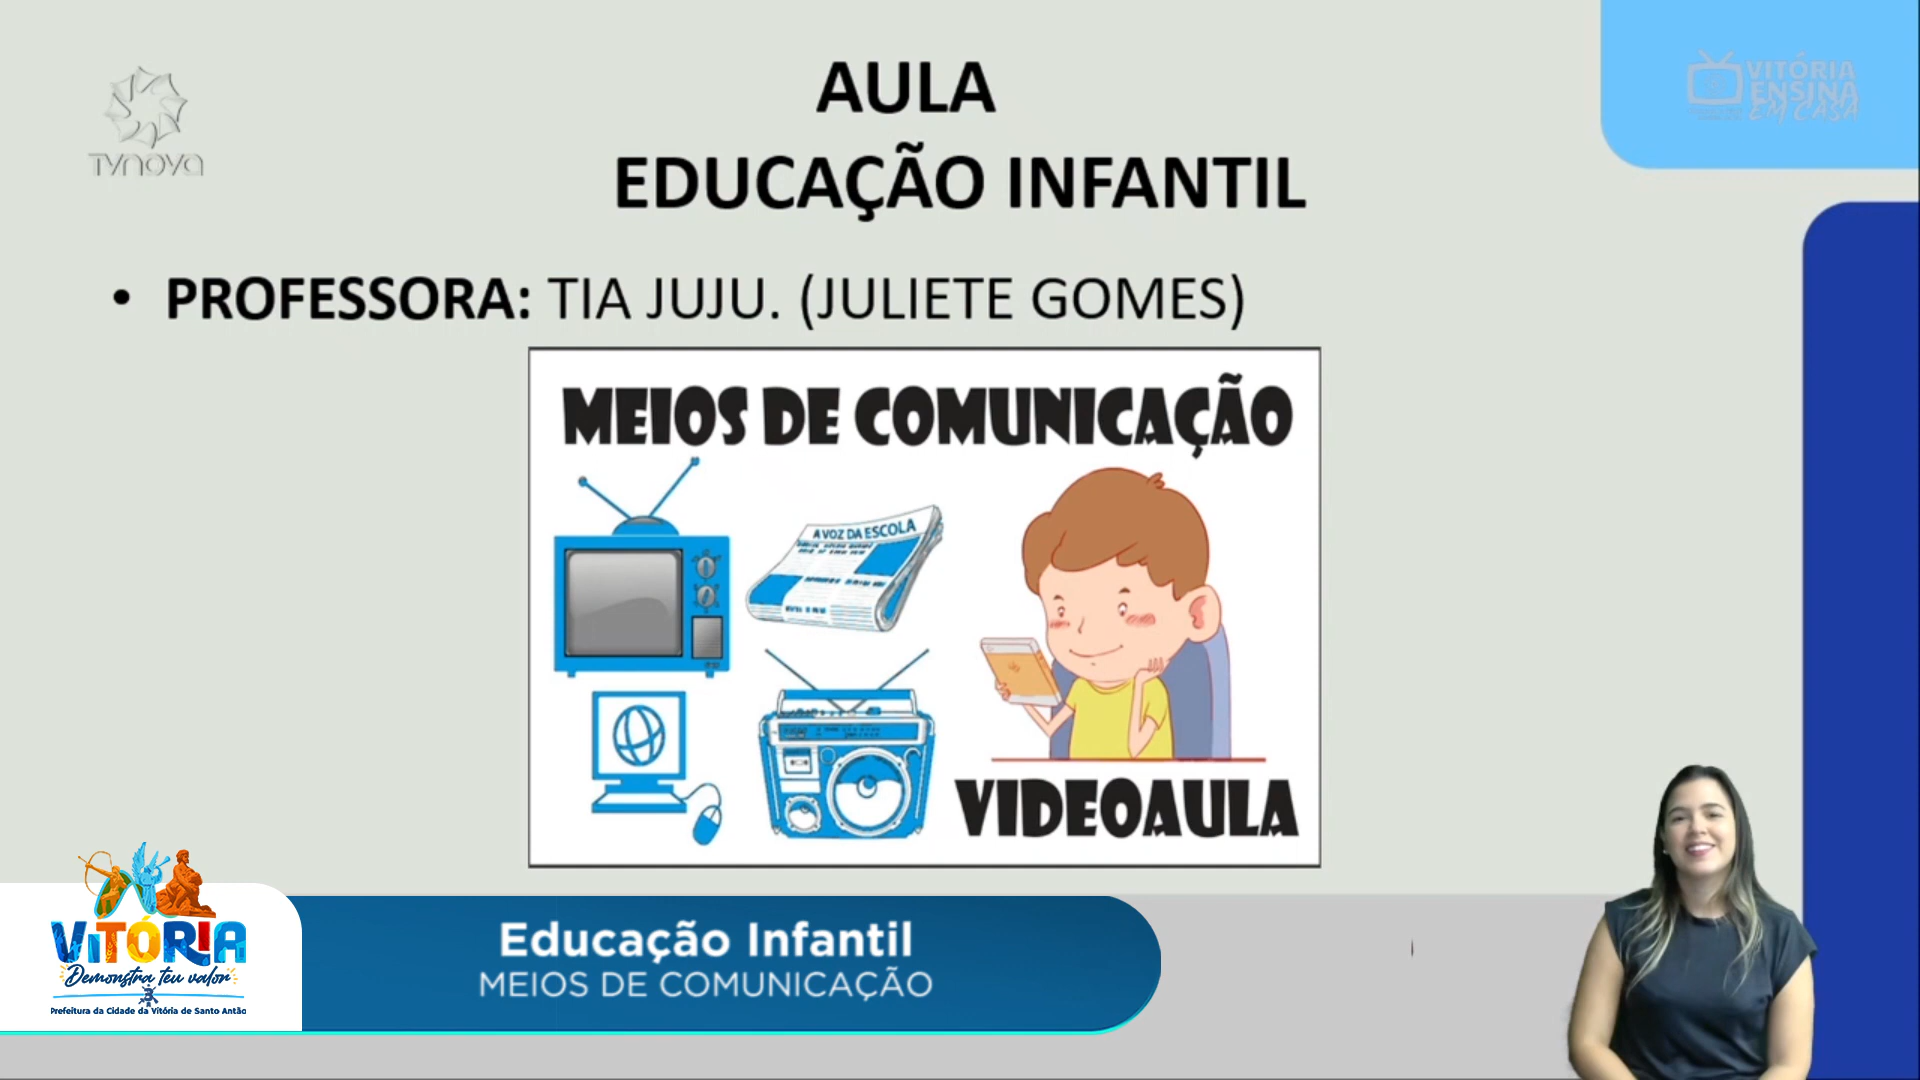 AULA
EDUCAÇÃO INFANTIL
TVNOVA
VITÓRIA
ENSINA
EM CASA
• PROFESSORA: TIA JUJU. (JULIETE GOMES)
MEIOS DE COMUNICAÇÃO
A VOZ DA ESCOLA
VIDEOAULA
VITÓRIA
Demonstra teu valor
Prefeitura da Cidade da Vitória de Santo Antão
Educação Infantil
MEIOS DE COMUNICAÇÃO